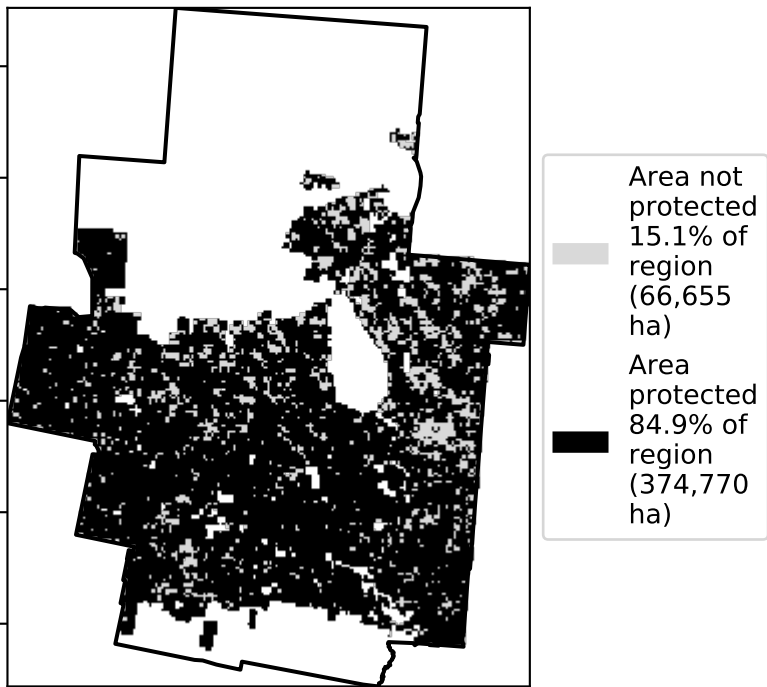 Area not
protected
15.1% of
region
(66,655
ha)
Area
protected
84.9% of
region
(374,770
ha)